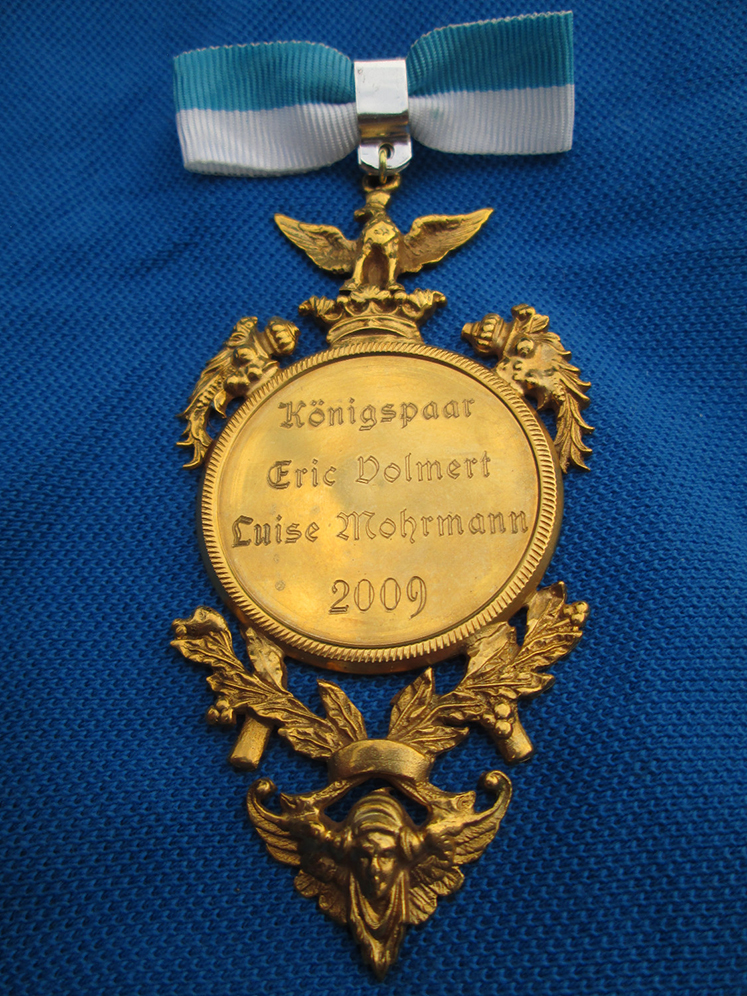 Königspaar
Eric Volmert
Luise Mohrmann
2009